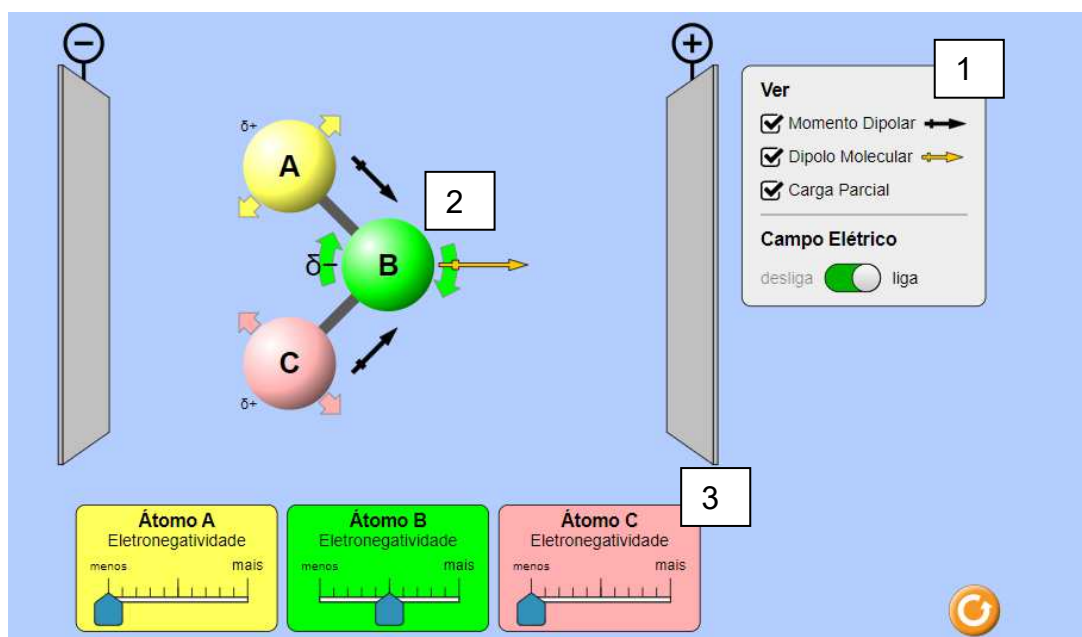 −
+
1
Ver
Momento Dipolar
Dipolo Molecular
Carga Parcial
Campo Elétrico
desliga liga
δ+
A
2
δ− B
C
δ+
3
Átomo A
Eletronegatividade
menos mais
Átomo B
Eletronegatividade
menos mais
Átomo C
Eletronegatividade
menos mais